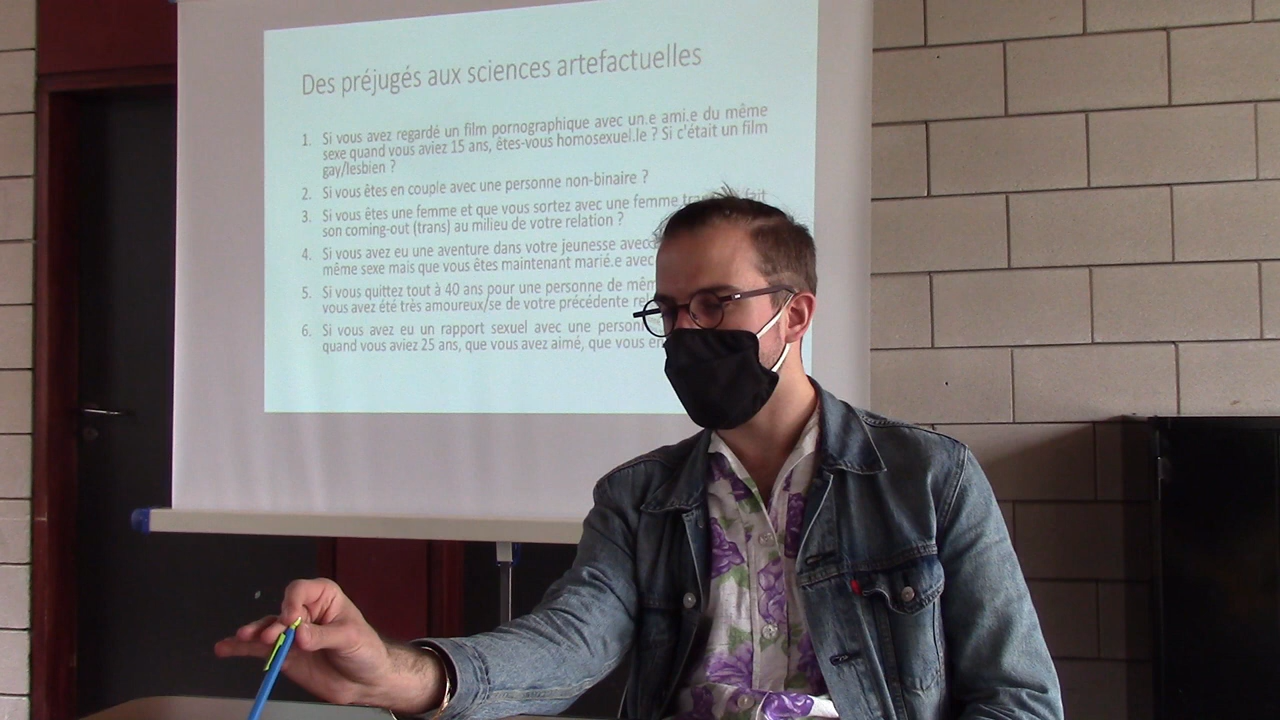 Des préjugés aux sciences artefactuelles
1. Si vous avez regardé un film pornographique avec un.e ami.e du même
sexe quand vous aviez 15 ans, êtes-vous homosexuel.le ? Si c'était un film
gay/lesbien ?
2. Si vous êtes en couple avec une personne non-binaire ?
3. Si vous êtes une femme et que vous sortez avec une femme fait
son coming-out (trans) au milieu de votre relation ?
4. Si vous avez eu une aventure dans votre jeunesse avec
même sexe mais que vous êtes maintenant marié.e avec
5. Si vous quittez tout à 40 ans pour une personne de
vous avez été très amoureux/se de votre précédente
6. Si vous avez eu un rapport sexuel avec une
quand vous aviez 25 ans, que vous avez aimé, que vous